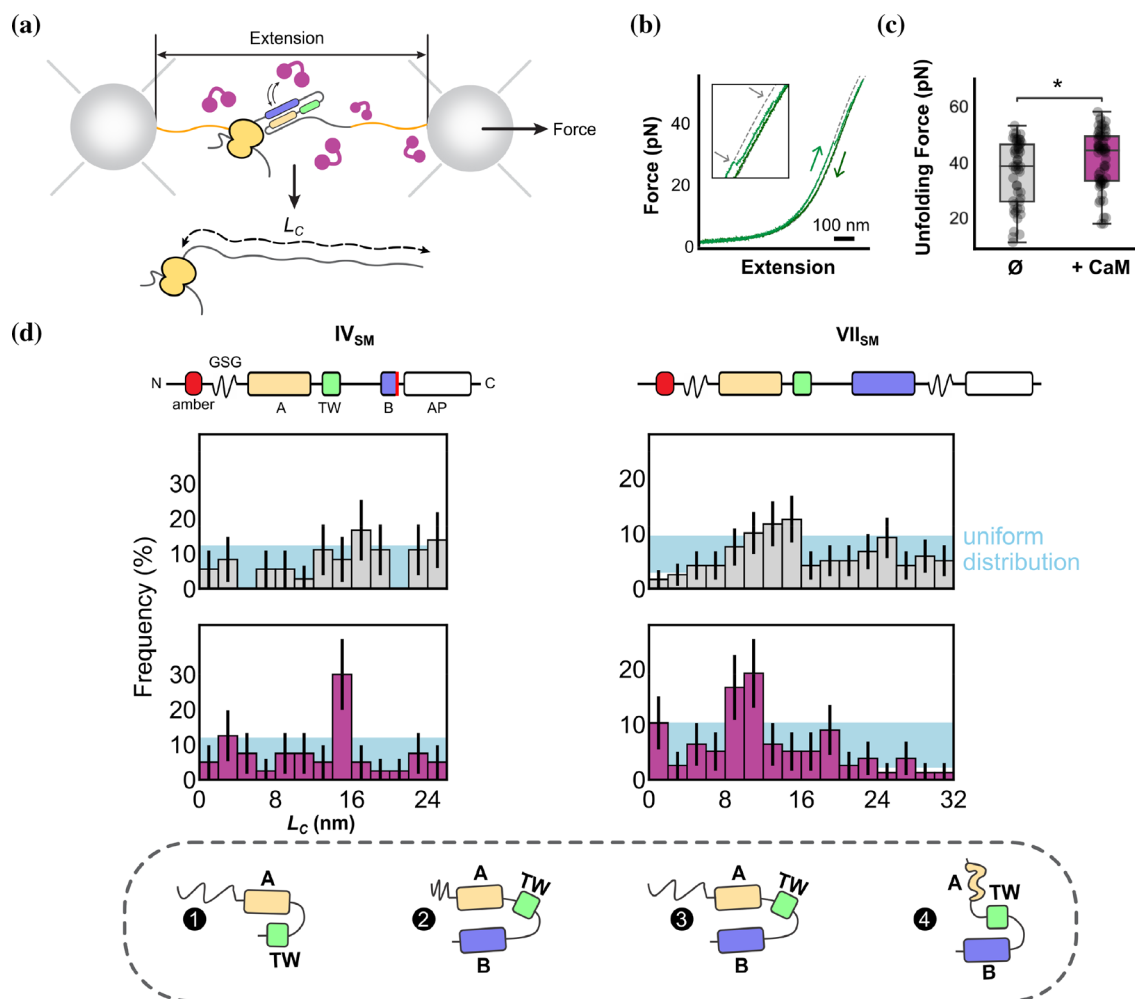 (a)
Extension
Force
L_C
(b)
Force (pN)
40
20
0
100 nm
Extension
(c)
Unfolding Force (pN)
*
60
40
20
Ø
+ CaM
(d)
IV_SM
N
GSG
C
amber
A
TW
B
AP
VII_SM
Frequency (%)
30
20
10
0
20
10
0
uniform
distribution
30
20
10
0
0
8
16
24
L_C (nm)
20
10
0
0
8
16
24
32
1
A
TW
2
A
TW
B
3
A
TW
B
4
A
TW
B